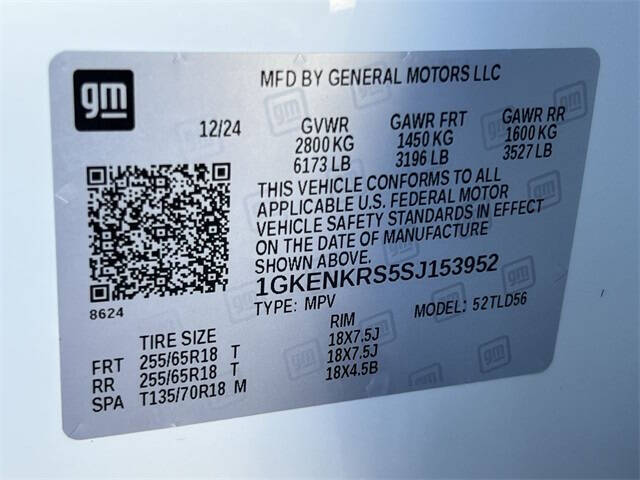 gm
MFD BY GENERAL MOTORS LLC
12/24 GVWR GAWR FRT GAWR RR
2800 KG 1450 KG 1600 KG
6173 LB 3196 LB 3527 LB
THIS VEHICLE CONFORMS TO ALL
APPLICABLE U.S. FEDERAL MOTOR
VEHICLE SAFETY STANDARDS IN EFFECT
ON THE DATE OF MANUFACTURE
SHOWN ABOVE.
1GKENKRS5SJ153952
8624
TYPE: MPV MODEL: 52TLD56
TIRE SIZE RIM
FRT 255/65R18 T 18X7.5J
RR 255/65R18 T 18X7.5J
SPA T135/70R18 M 18X4.5B